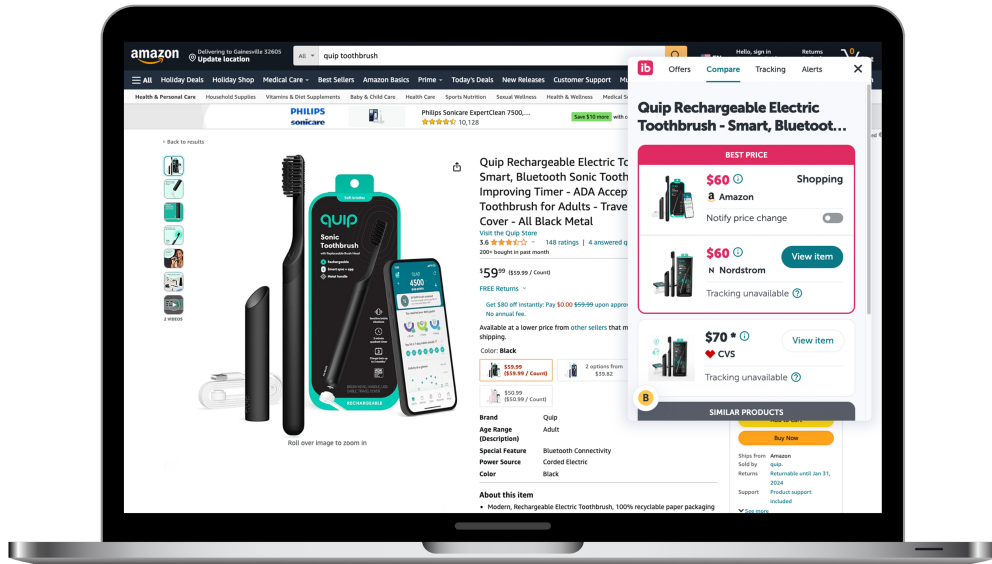 amazon
Delivering to Gainesville 32605
Update location
All
quip toothbrush
Hello, sign in
Returns
0
All
Holiday Deals
Holiday Shop
Medical Care
Best Sellers
Amazon Basics
Prime
Today's Deals
New Releases
Customer Support
Health & Personal Care
Household Supplies
Vitamins & Diet Supplements
Baby & Child Care
Health Care
Sports Nutrition
Sexual Wellness
Health & Wellness
PHILIPS
sonicare
Philips Sonicare ExpertClean 7500,...
10,128
Save $10 more
Back to results
2 VIDEOS
quip
Sonic
Toothbrush
Rechargeable
RECHARGEABLE
4500
Roll over image to zoom in
Quip Rechargeable Electric
Smart, Bluetooth Sonic
Improving Timer - ADA
Toothbrush for Adults -
Cover - All Black Metal
Visit the Quip Store
3.6
148 ratings | 4 answered
200+ bought in past month
$59.99 ($59.99 / Count)
FREE Returns
Get $80 off instantly: Pay $0.00 $59.99 upon
No annual fee.
Available at a lower price from other sellers that
shipping.
Color: Black
$59.99
($59.99 / Count)
2 options from
$39.82
$50.99
($50.99 / Count)
Brand Quip
Age Range Adult
(Description)
Special Feature Bluetooth Connectivity
Power Source Corded Electric
Color Black
About this item
• Modern, Rechargeable Electric Toothbrush, 100% recyclable paper packaging
ib
Offers
Compare
Tracking
Alerts
Quip Rechargeable Electric
Toothbrush - Smart, Bluetoot...
BEST PRICE
$60
Shopping
a Amazon
Notify price change
$60
View item
N Nordstrom
Tracking unavailable
$70 *
View item
CVS
Tracking unavailable
B
SIMILAR PRODUCTS
Buy Now
Ships from Amazon
Sold by quip.
Returns Returnable until Jan 31,
2024
Support Product support
included
See more